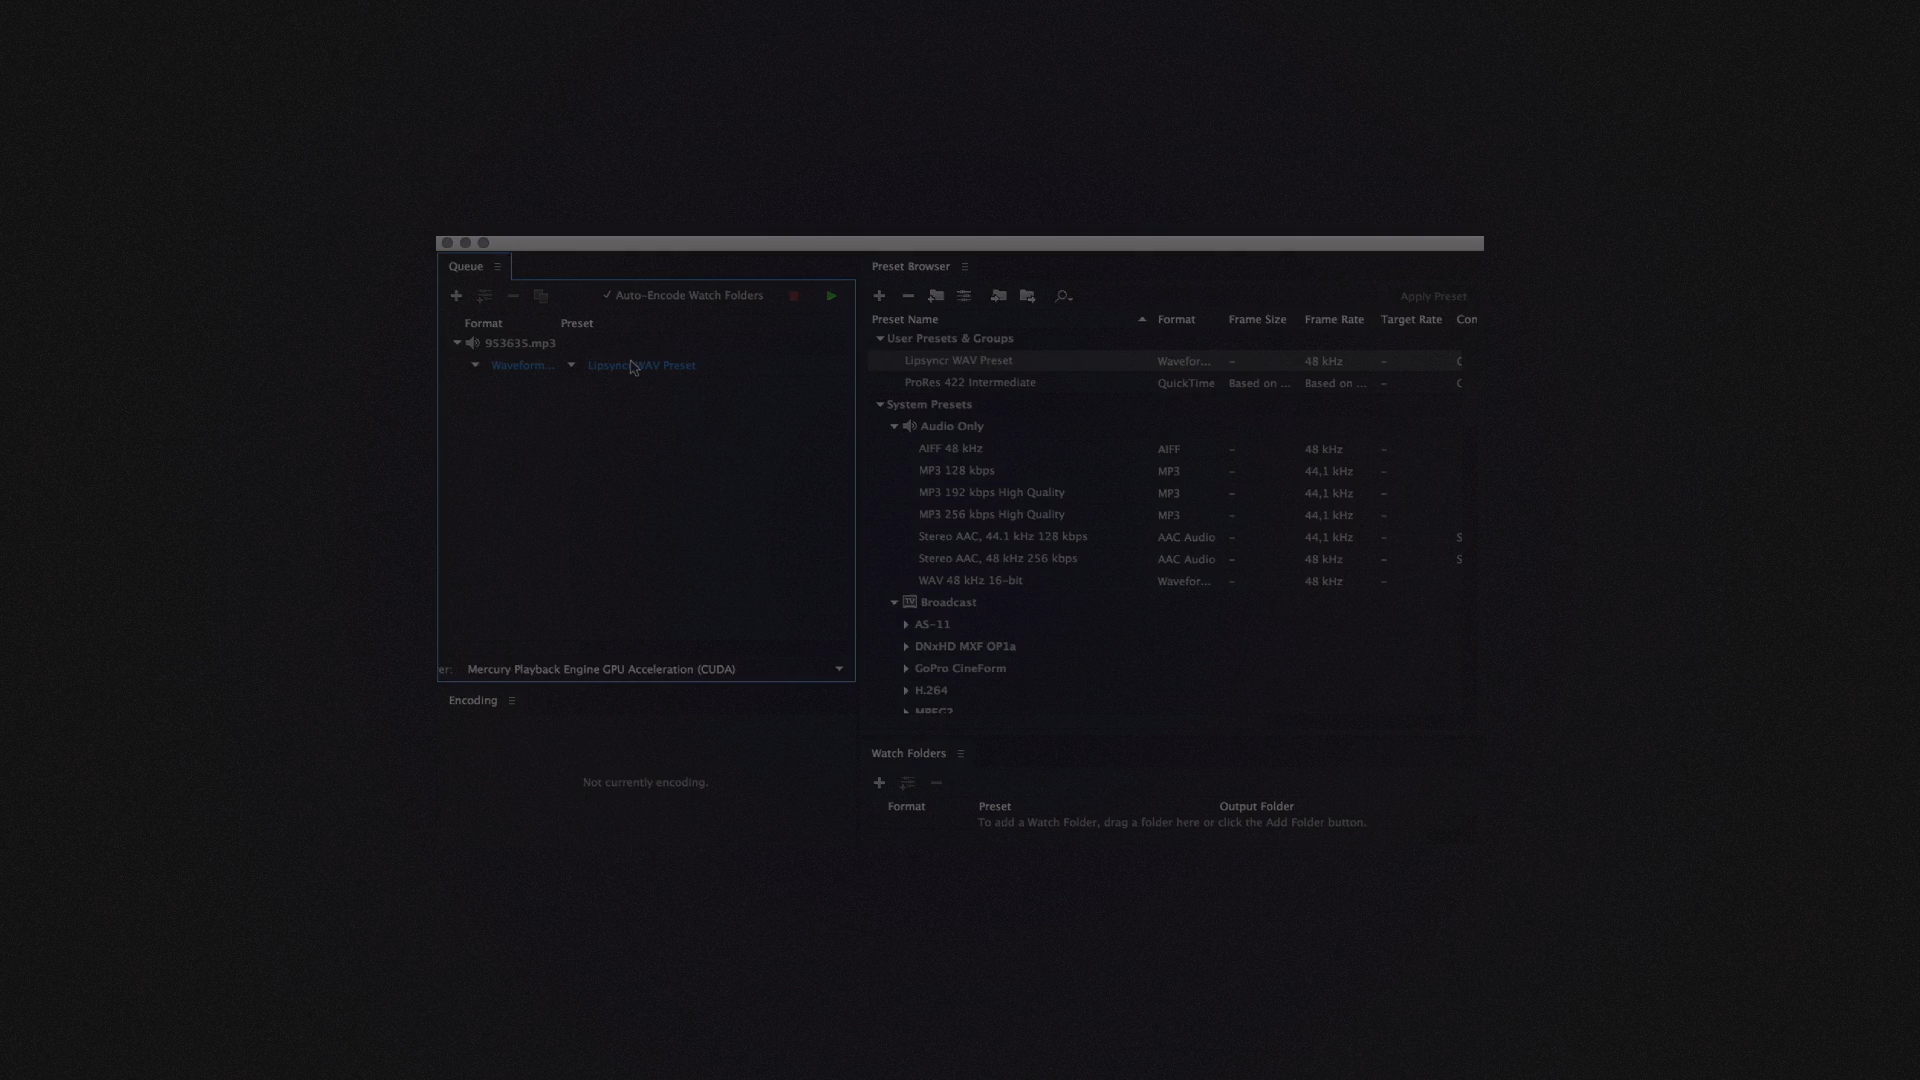 Queue
Auto-Encode Watch Folders
Format Preset
953635.mp3
Waveform... Lipsyncr WAV Preset
er: Mercury Playback Engine GPU Acceleration (CUDA)
Encoding
Not currently encoding.
Preset Browser
Apply Preset
Preset Name Format Frame Size Frame Rate Target Rate Con
User Presets & Groups
Lipsyncr WAV Preset Wavefor... – 48 kHz – C
ProRes 422 Intermediate QuickTime Based on ... Based on ... – C
System Presets
Audio Only
AIFF 48 kHz AIFF – 48 kHz –
MP3 128 kbps MP3 – 44,1 kHz –
MP3 192 kbps High Quality MP3 – 44,1 kHz –
MP3 256 kbps High Quality MP3 – 44,1 kHz –
Stereo AAC, 44.1 kHz 128 kbps AAC Audio – 44,1 kHz – S
Stereo AAC, 48 kHz 256 kbps AAC Audio – 48 kHz – S
WAV 48 kHz 16-bit Wavefor... – 48 kHz –
TV Broadcast
AS-11
DNxHD MXF OP1a
GoPro CineForm
H.264
MPEG2
Watch Folders
Format Preset Output Folder
To add a Watch Folder, drag a folder here or click the Add Folder button.